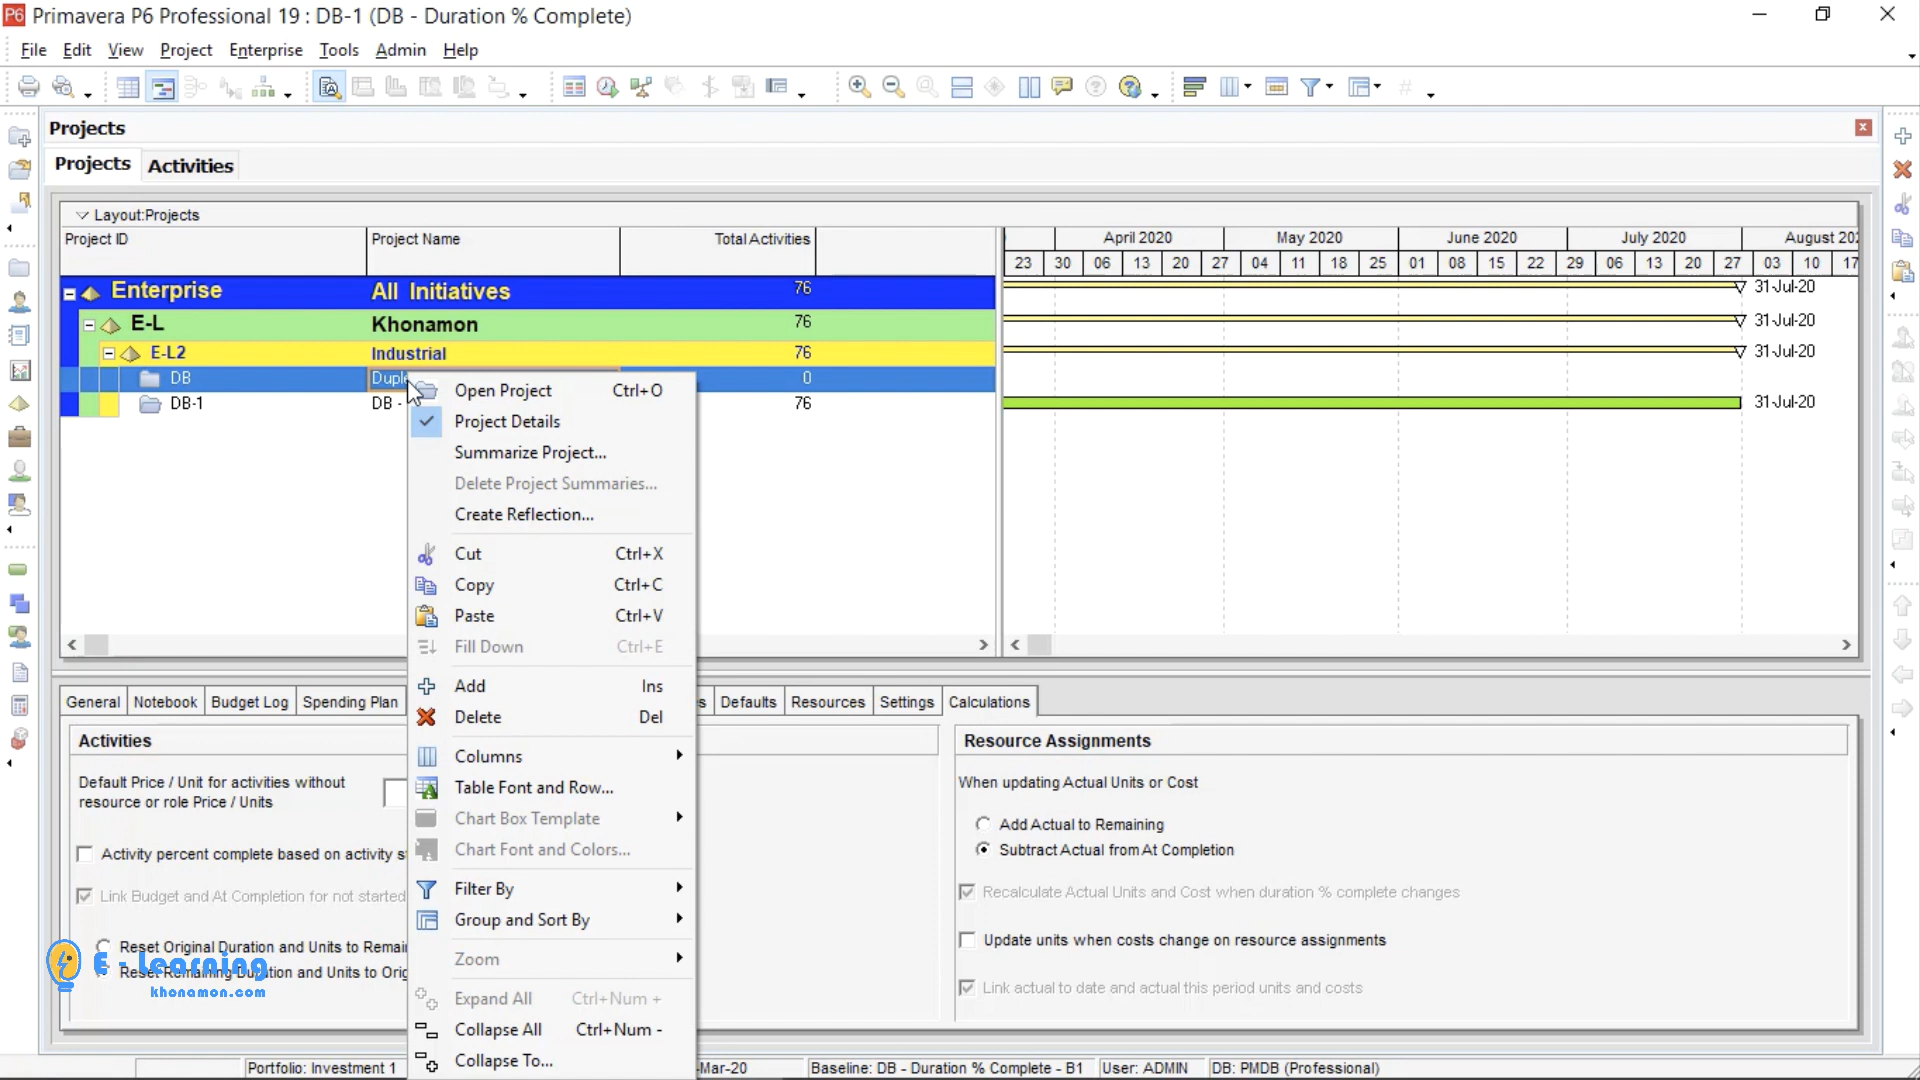 P6 Primavera P6 Professional 19 : DB-1 (DB - Duration % Complete)
File Edit View Project Enterprise Tools Admin Help
Projects
Projects Activities
Layout:Projects
Project ID Project Name Total Activities
April 2020 May 2020 June 2020 July 2020 August 202
23 30 06 13 20 27 04 11 18 25 01 08 15 22 29 06 13 20 27 03 10 17
Enterprise All Initiatives 76 31-Jul-20
E-L Khonamon 76 31-Jul-20
E-L2 Industrial 76 31-Jul-20
DB Duple 0
DB-1 DB - 76 31-Jul-20
Open Project Ctrl+O
Project Details
Summarize Project...
Delete Project Summaries...
Create Reflection...
Cut Ctrl+X
Copy Ctrl+C
Paste Ctrl+V
Fill Down Ctrl+E
Add Ins
Delete Del
Columns
Table Font and Row...
Chart Box Template
Chart Font and Colors...
Filter By
Group and Sort By
Zoom
Expand All Ctrl+Num +
Collapse All Ctrl+Num -
Collapse To...
General Notebook Budget Log Spending Plan s Defaults Resources Settings Calculations
Activities
Default Price / Unit for activities without
resource or role Price / Units
Activity percent complete based on activity s
Link Budget and At Completion for not started
Reset Original Duration and Units to Remai
Reset Remaining Duration and Units to Orig
E - Learning
khonamon.com
Resource Assignments
When updating Actual Units or Cost
Add Actual to Remaining
Subtract Actual from At Completion
Recalculate Actual Units and Cost when duration % complete changes
Update units when costs change on resource assignments
Link actual to date and actual this period units and costs
Portfolio: Investment 1 -Mar-20 Baseline: DB - Duration % Complete - B1 User: ADMIN DB: PMDB (Professional)